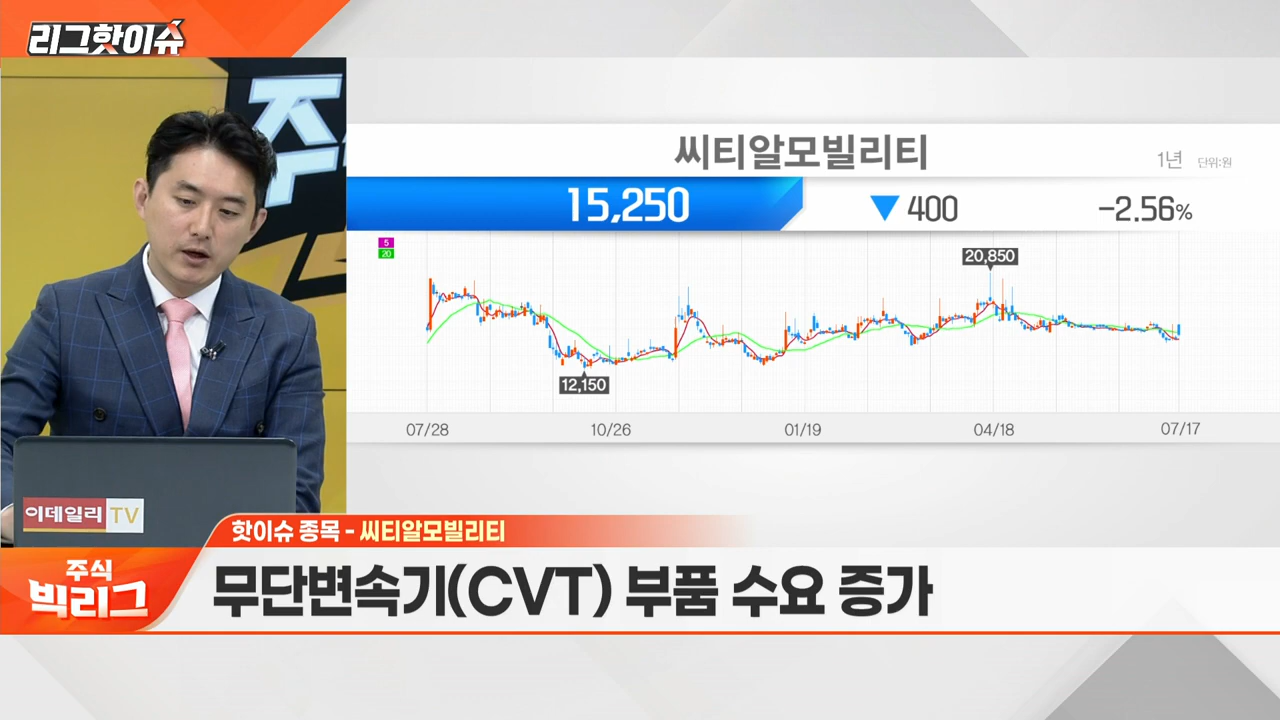 리그핫이슈
주
씨티알모빌리티
1년 단위:원
15,250 ▼400 -2.56%
5
20
20,850
12,150
07/28 10/26 01/19 04/18 07/17
이데일리TV
핫이슈 종목 - 씨티알모빌리티
주식
빅리그
무단변속기(CVT) 부품 수요 증가